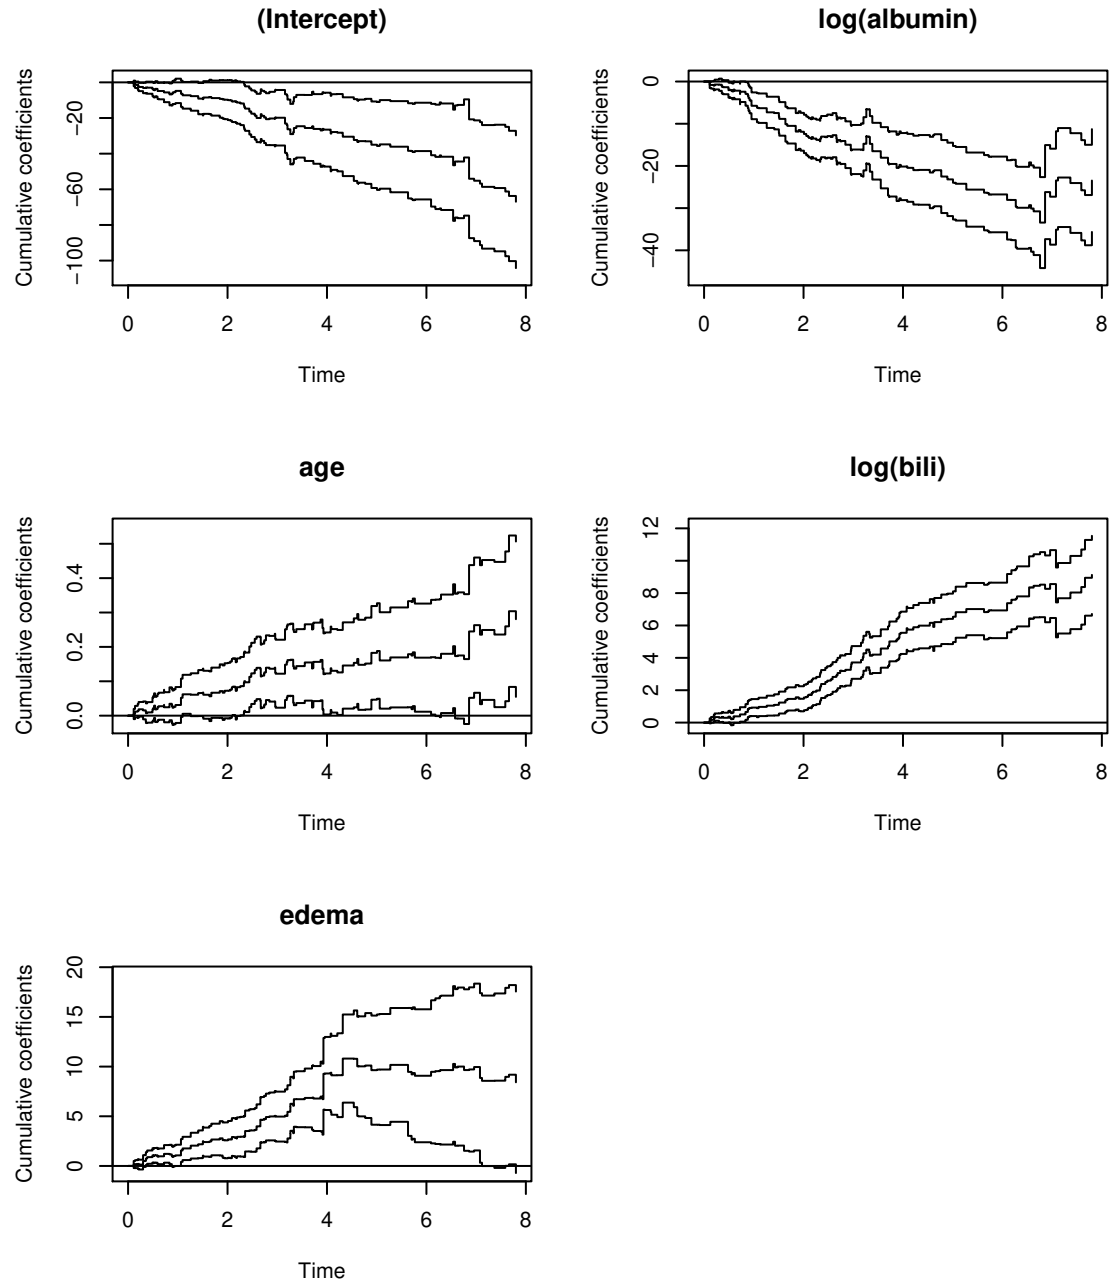 (Intercept)
Cumulative coefficients
−20
−60
−100
0 2 4 6 8
Time
log(albumin)
Cumulative coefficients
0
−20
−40
0 2 4 6 8
Time
age
Cumulative coefficients
0.4
0.2
0.0
0 2 4 6 8
Time
log(bili)
Cumulative coefficients
12
8
6
4
2
0
0 2 4 6 8
Time
edema
Cumulative coefficients
20
15
10
5
0
0 2 4 6 8
Time